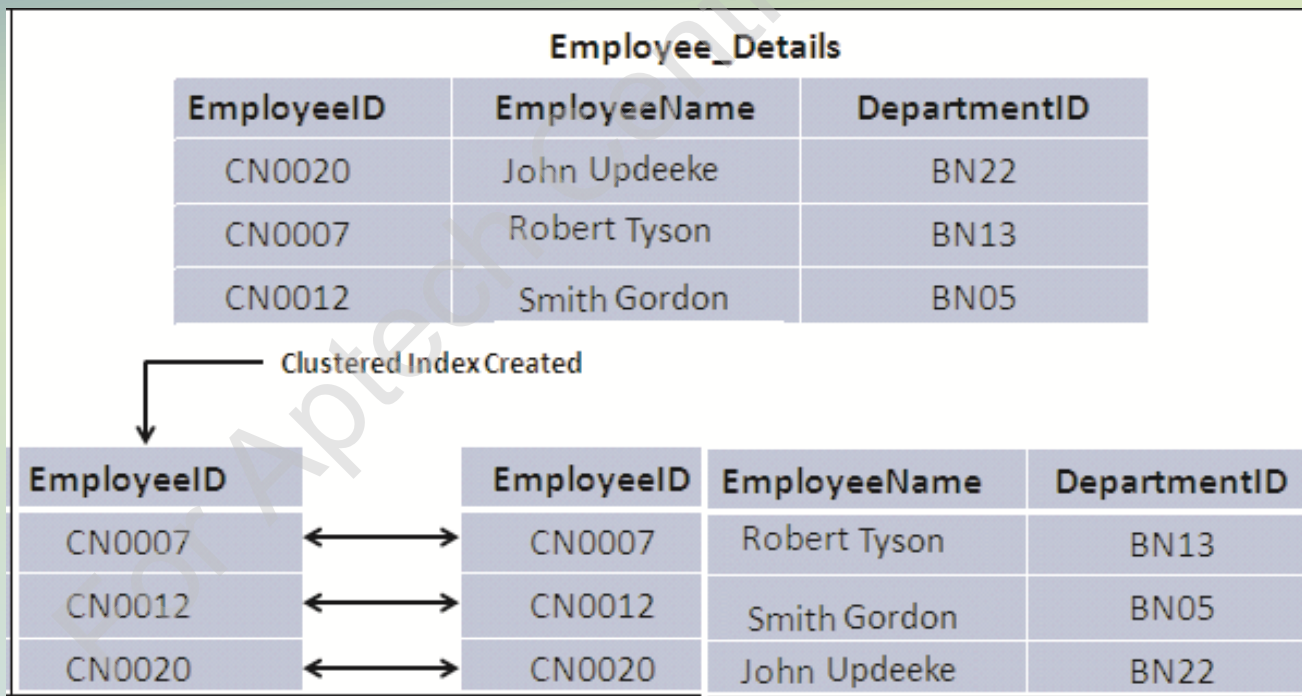 Employee_Details
EmployeeID EmployeeName DepartmentID
CN0020 John Updeeke BN22
CN0007 Robert Tyson BN13
CN0012 Smith Gordon BN05
Clustered Index Created
EmployeeID EmployeeID EmployeeName DepartmentID
CN0007 CN0007 Robert Tyson BN13
CN0012 CN0012 Smith Gordon BN05
CN0020 CN0020 John Updeeke BN22
For Aptech